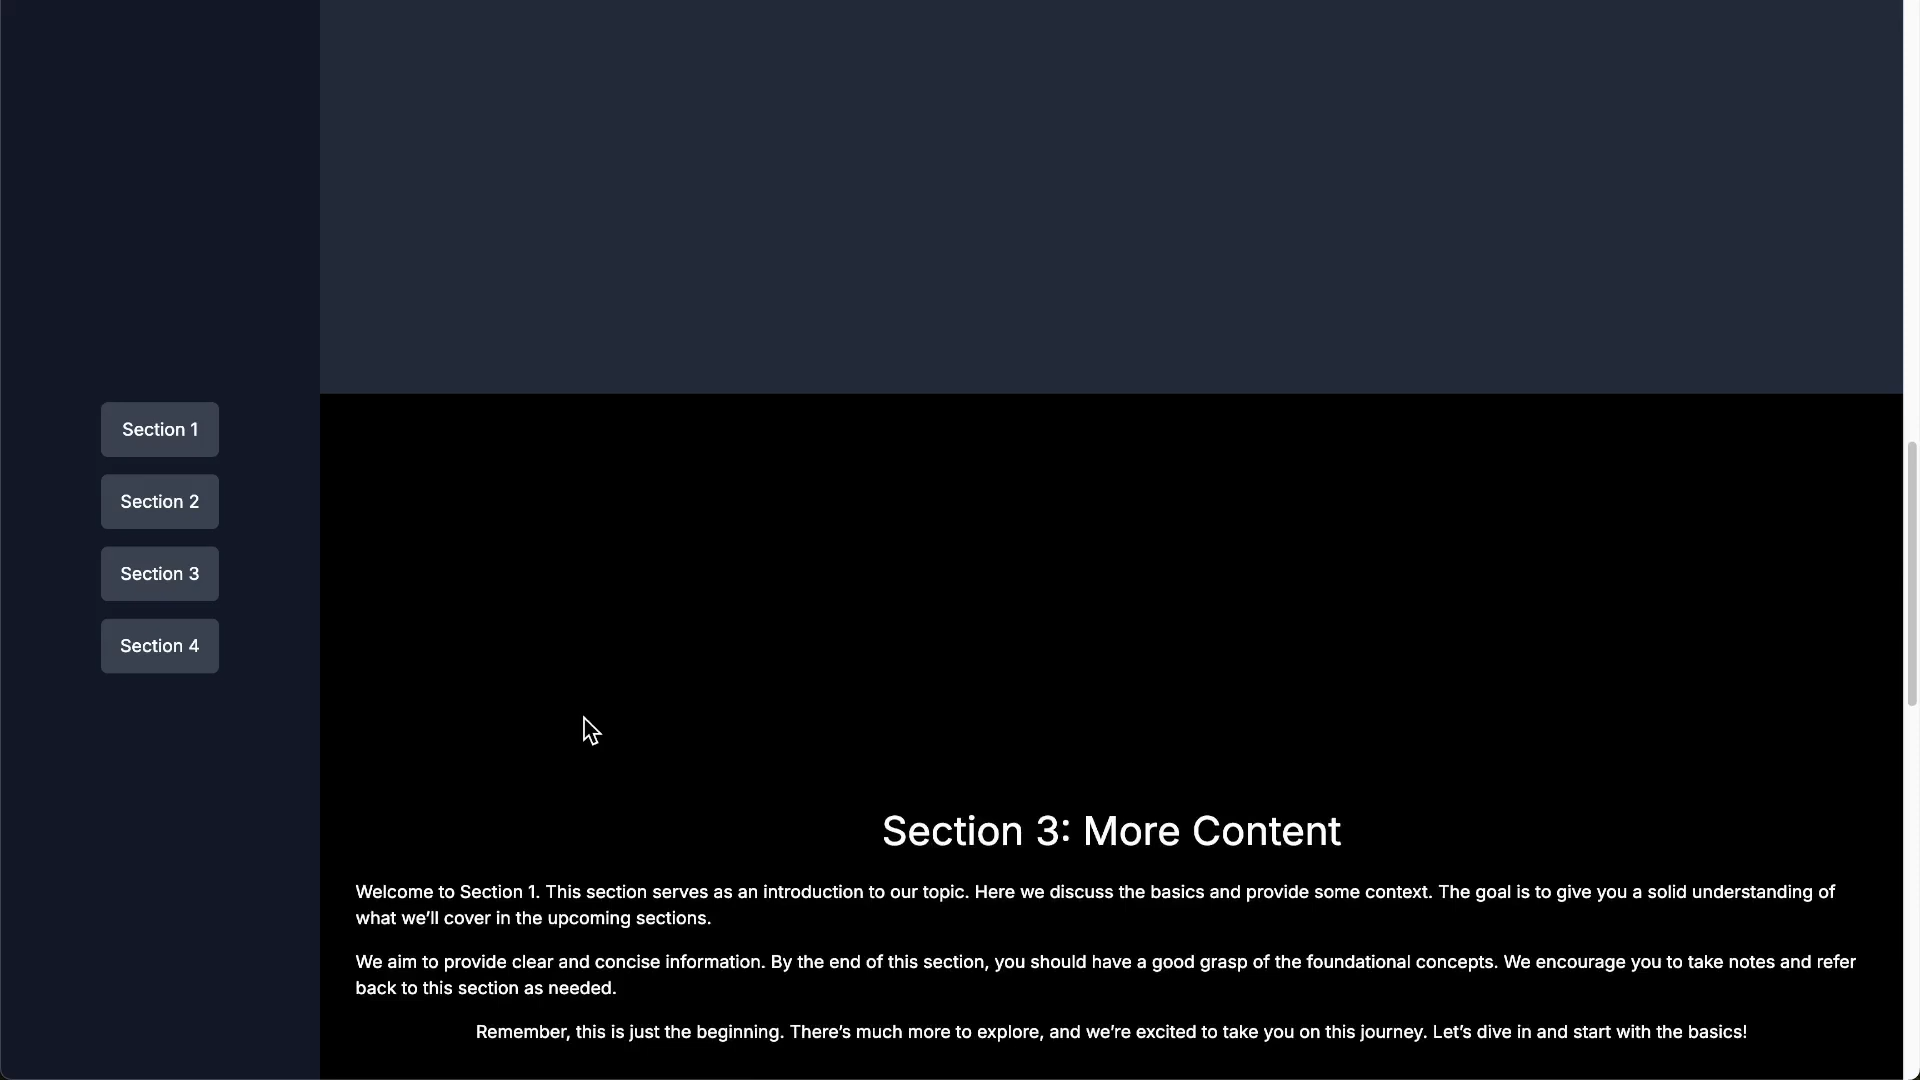 Section 1
Section 2
Section 3
Section 4
Section 3: More Content
Welcome to Section 1. This section serves as an introduction to our topic. Here we discuss the basics and provide some context. The goal is to give you a solid understanding of
what we’ll cover in the upcoming sections.
We aim to provide clear and concise information. By the end of this section, you should have a good grasp of the foundational concepts. We encourage you to take notes and refer
back to this section as needed.
Remember, this is just the beginning. There’s much more to explore, and we’re excited to take you on this journey. Let’s dive in and start with the basics!